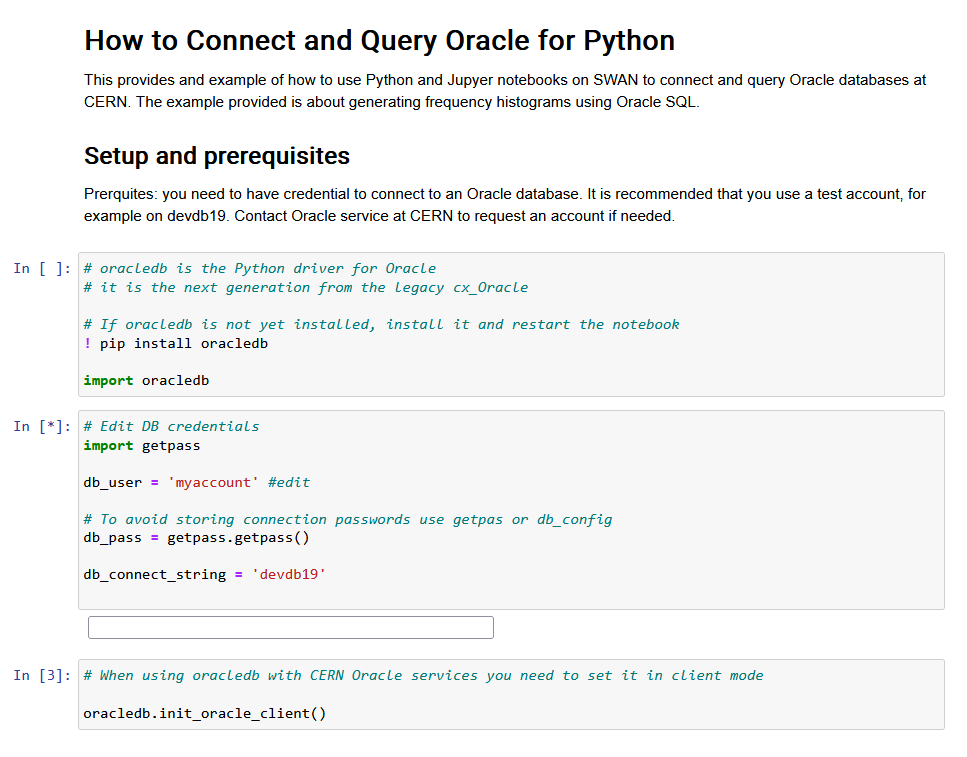 How to Connect and Query Oracle for Python
This provides and example of how to use Python and Jupyer notebooks on SWAN to connect and query Oracle databases at
CERN. The example provided is about generating frequency histograms using Oracle SQL.
Setup and prerequisites
Prerquites: you need to have credential to connect to an Oracle database. It is recommended that you use a test account, for
example on devdb19. Contact Oracle service at CERN to request an account if needed.
In [ ]: # oracledb is the Python driver for Oracle
# it is the next generation from the legacy cx_Oracle
# If oracledb is not yet installed, install it and restart the notebook
! pip install oracledb
import oracledb
In [*]: # Edit DB credentials
import getpass
db_user = 'myaccount' #edit
# To avoid storing connection passwords use getpas or db_config
db_pass = getpass.getpass()
db_connect_string = 'devdb19'
In [3]: # When using oracledb with CERN Oracle services you need to set it in client mode
oracledb.init_oracle_client()